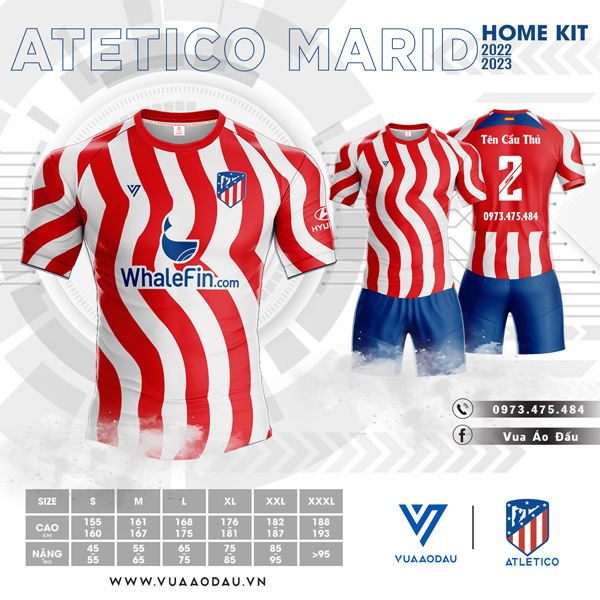 ATETICO MARID
HOME KIT
2022
2023
HYU
WhaleFin.com
Tên Cầu Thủ
2
0973.475.484
0973.475.484
Vua Áo Đấu
SIZE S M L XL XXL XXXL
CAO (CM) 155 160 161 167 168 175 176 181 182 187 188 193
NẶNG (KG) 45 55 55 65 65 75 75 85 85 95 >95
WWW.VUAAODAU.VN
VUAAODAU
ATLETICO